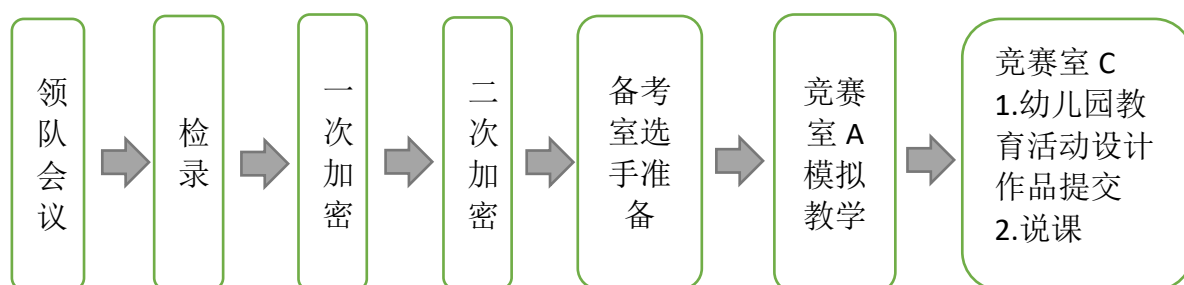 领
队
会
议
检
录
一
次
加
密
二
次
加
密
备考
室选
手准
备
竞赛
室 A
模拟
教学
竞赛室 C
1.幼儿园教
育活动设计
作品提交
2.说课